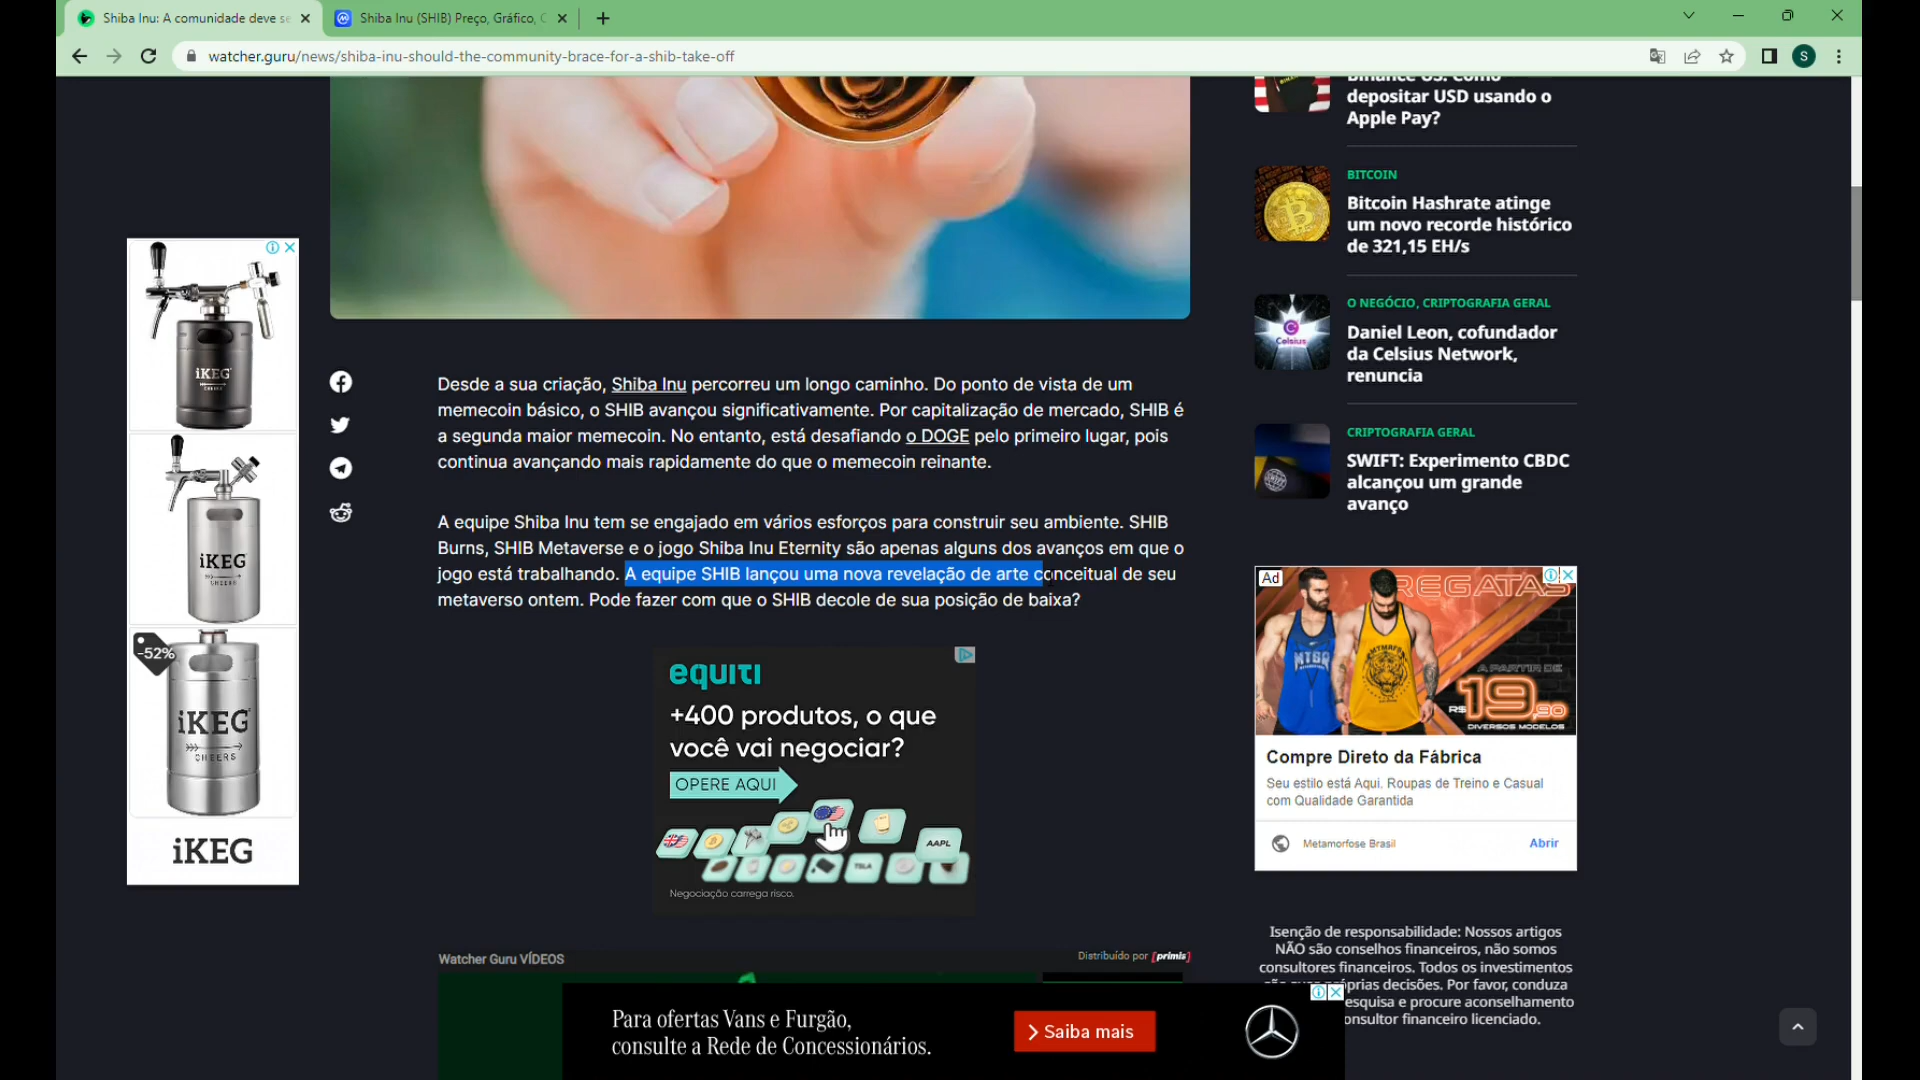 Shiba Inu: A comunidade deve se
Shiba Inu (SHIB) Preço, Gráfico,
watcher.guru/news/shiba-inu-should-the-community-brace-for-a-shib-take-off
S
Binance US: Como
depositar USD usando o
Apple Pay?
BITCOIN
Bitcoin Hashrate atinge
um novo recorde histórico
de 321,15 EH/s
O NEGÓCIO, CRIPTOGRAFIA GERAL
Daniel Leon, cofundador
da Celsius Network,
renuncia
Celsius
CRIPTOGRAFIA GERAL
SWIFT: Experimento CBDC
alcançou um grande
avanço
iKEG
CHEERS
iKEG
-52%
iKEG
CHEERS
iKEG
Desde a sua criação, Shiba Inu percorreu um longo caminho. Do ponto de vista de um
memecoin básico, o SHIB avançou significativamente. Por capitalização de mercado, SHIB é
a segunda maior memecoin. No entanto, está desafiando o DOGE pelo primeiro lugar, pois
continua avançando mais rapidamente do que o memecoin reinante.
A equipe Shiba Inu tem se engajado em vários esforços para construir seu ambiente. SHIB
Burns, SHIB Metaverse e o jogo Shiba Inu Eternity são apenas alguns dos avanços em que o
jogo está trabalhando. A equipe SHIB lançou uma nova revelação de arte conceitual de seu
metaverso ontem. Pode fazer com que o SHIB decole de sua posição de baixa?
equiti
+400 produtos, o que
você vai negociar?
OPERE AQUI
AAPL
TSLA
Negociação carrega risco.
Ad
REGATAS
A PARTIR DE
R$ 19,90
DIVERSOS MODELOS
Compre Direto da Fábrica
Seu estilo está Aqui. Roupas de Treino e Casual
com Qualidade Garantida
Metamorfose Brasil
Abrir
Isenção de responsabilidade: Nossos artigos
NÃO são conselhos financeiros, não somos
consultores financeiros. Todos os investimentos
próprias decisões. Por favor, conduza
esquisa e procure aconselhamento
onsultor financeiro licenciado.
Watcher Guru VÍDEOS
Distribuído por [primis]
Para ofertas Vans e Furgão,
consulte a Rede de Concessionários.
Saiba mais